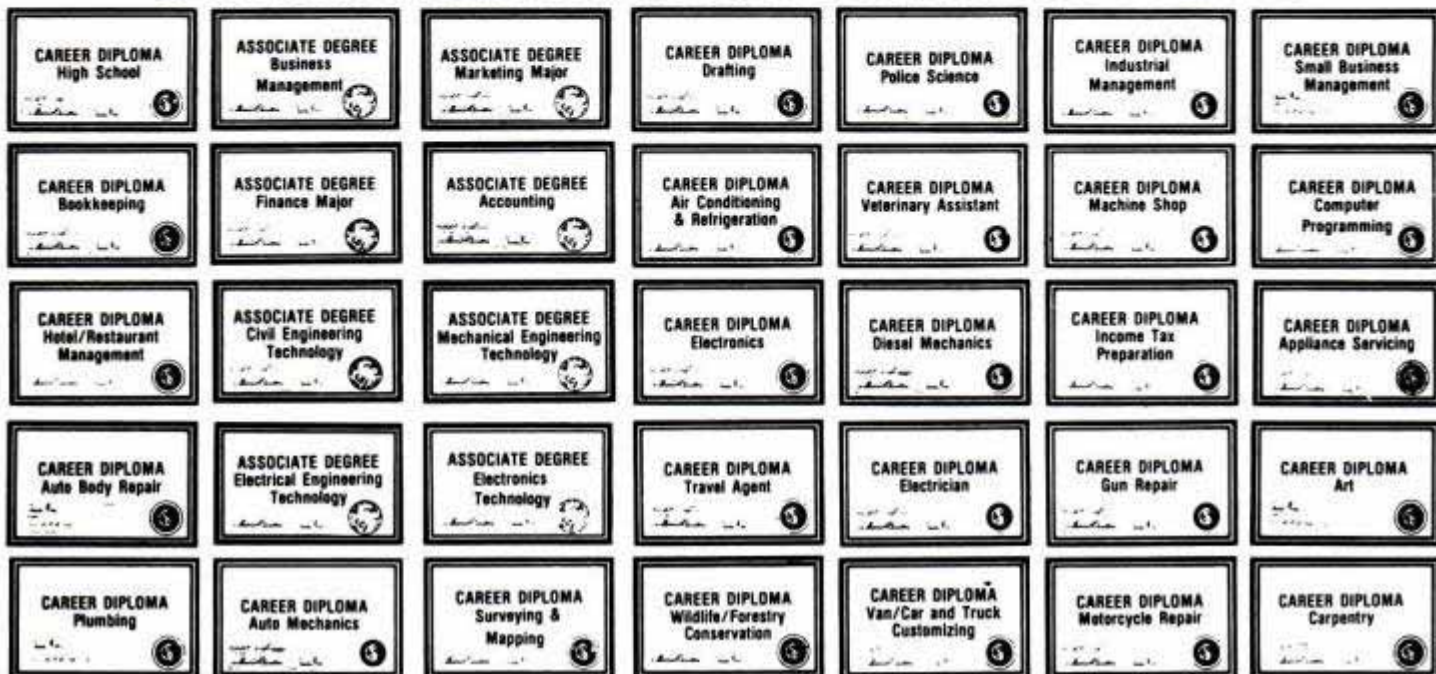 CAREER DIPLOMA
High School
ASSOCIATE DEGREE
Business
Management
ASSOCIATE DEGREE
Marketing Major
CAREER DIPLOMA
Drafting
CAREER DIPLOMA
Police Science
CAREER DIPLOMA
Industrial
Management
CAREER DIPLOMA
Small Business
Management
CAREER DIPLOMA
Bookkeeping
ASSOCIATE DEGREE
Finance Major
ASSOCIATE DEGREE
Accounting
CAREER DIPLOMA
Air Conditioning
& Refrigeration
CAREER DIPLOMA
Veterinary Assistant
CAREER DIPLOMA
Machine Shop
CAREER DIPLOMA
Computer
Programming
CAREER DIPLOMA
Hotel/Restaurant
Management
ASSOCIATE DEGREE
Civil Engineering
Technology
ASSOCIATE DEGREE
Mechanical Engineering
Technology
CAREER DIPLOMA
Electronics
CAREER DIPLOMA
Diesel Mechanics
CAREER DIPLOMA
Income Tax
Preparation
CAREER DIPLOMA
Appliance Servicing
CAREER DIPLOMA
Auto Body Repair
ASSOCIATE DEGREE
Electrical Engineering
Technology
ASSOCIATE DEGREE
Electronics
Technology
CAREER DIPLOMA
Travel Agent
CAREER DIPLOMA
Electrician
CAREER DIPLOMA
Gun Repair
CAREER DIPLOMA
Art
CAREER DIPLOMA
Plumbing
CAREER DIPLOMA
Auto Mechanics
CAREER DIPLOMA
Surveying &
Mapping
CAREER DIPLOMA
Wildlife/Forestry
Conservation
CAREER DIPLOMA
Van/Car and Truck
Customizing
CAREER DIPLOMA
Motorcycle Repair
CAREER DIPLOMA
Carpentry